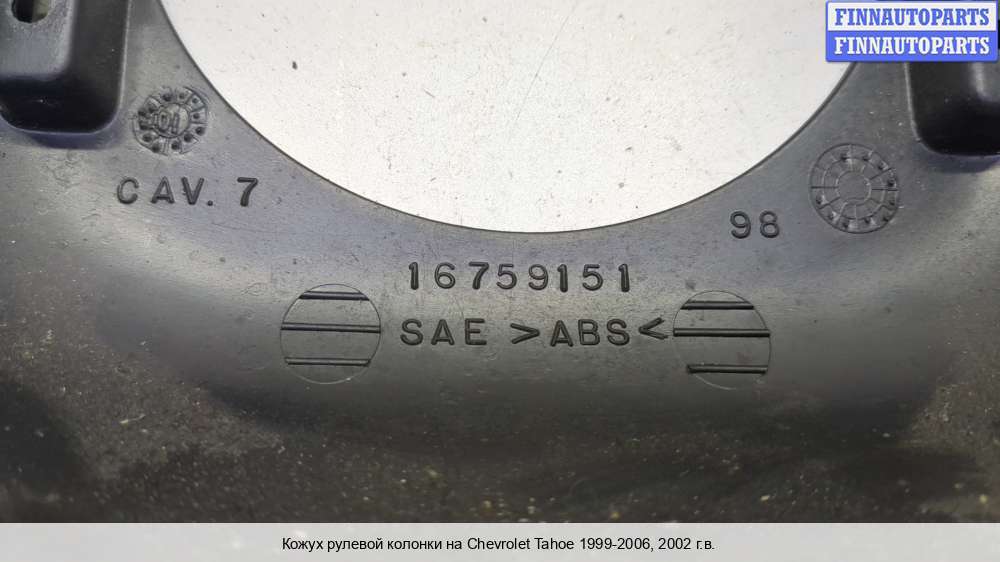 FINNAUTOPARTS
FINNAUTOPARTS
CAV. 7
98
16759151
SAE >ABS<
Кожух рулевой колонки на Chevrolet Tahoe 1999-2006, 2002 г.в.